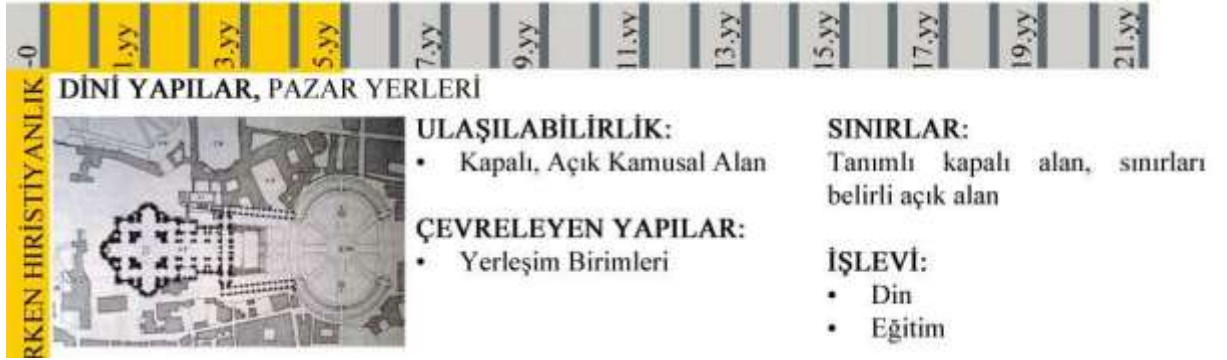 -0
1.yy
3.yy
5.yy
7.yy
9.yy
11.yy
13.yy
15.yy
17.yy
19.yy
21.yy
RKEN HIRİSTİYANLIK
DİNİ YAPILAR, PAZAR YERLERİ
ULAŞILABİLİRLİK:
• Kapalı, Açık Kamusal Alan
ÇEVRELEYEN YAPILAR:
• Yerleşim Birimleri
SINIRLAR:
Tanımlı kapalı alan, sınırları
belirli açık alan
İŞLEVİ:
• Din
• Eğitim